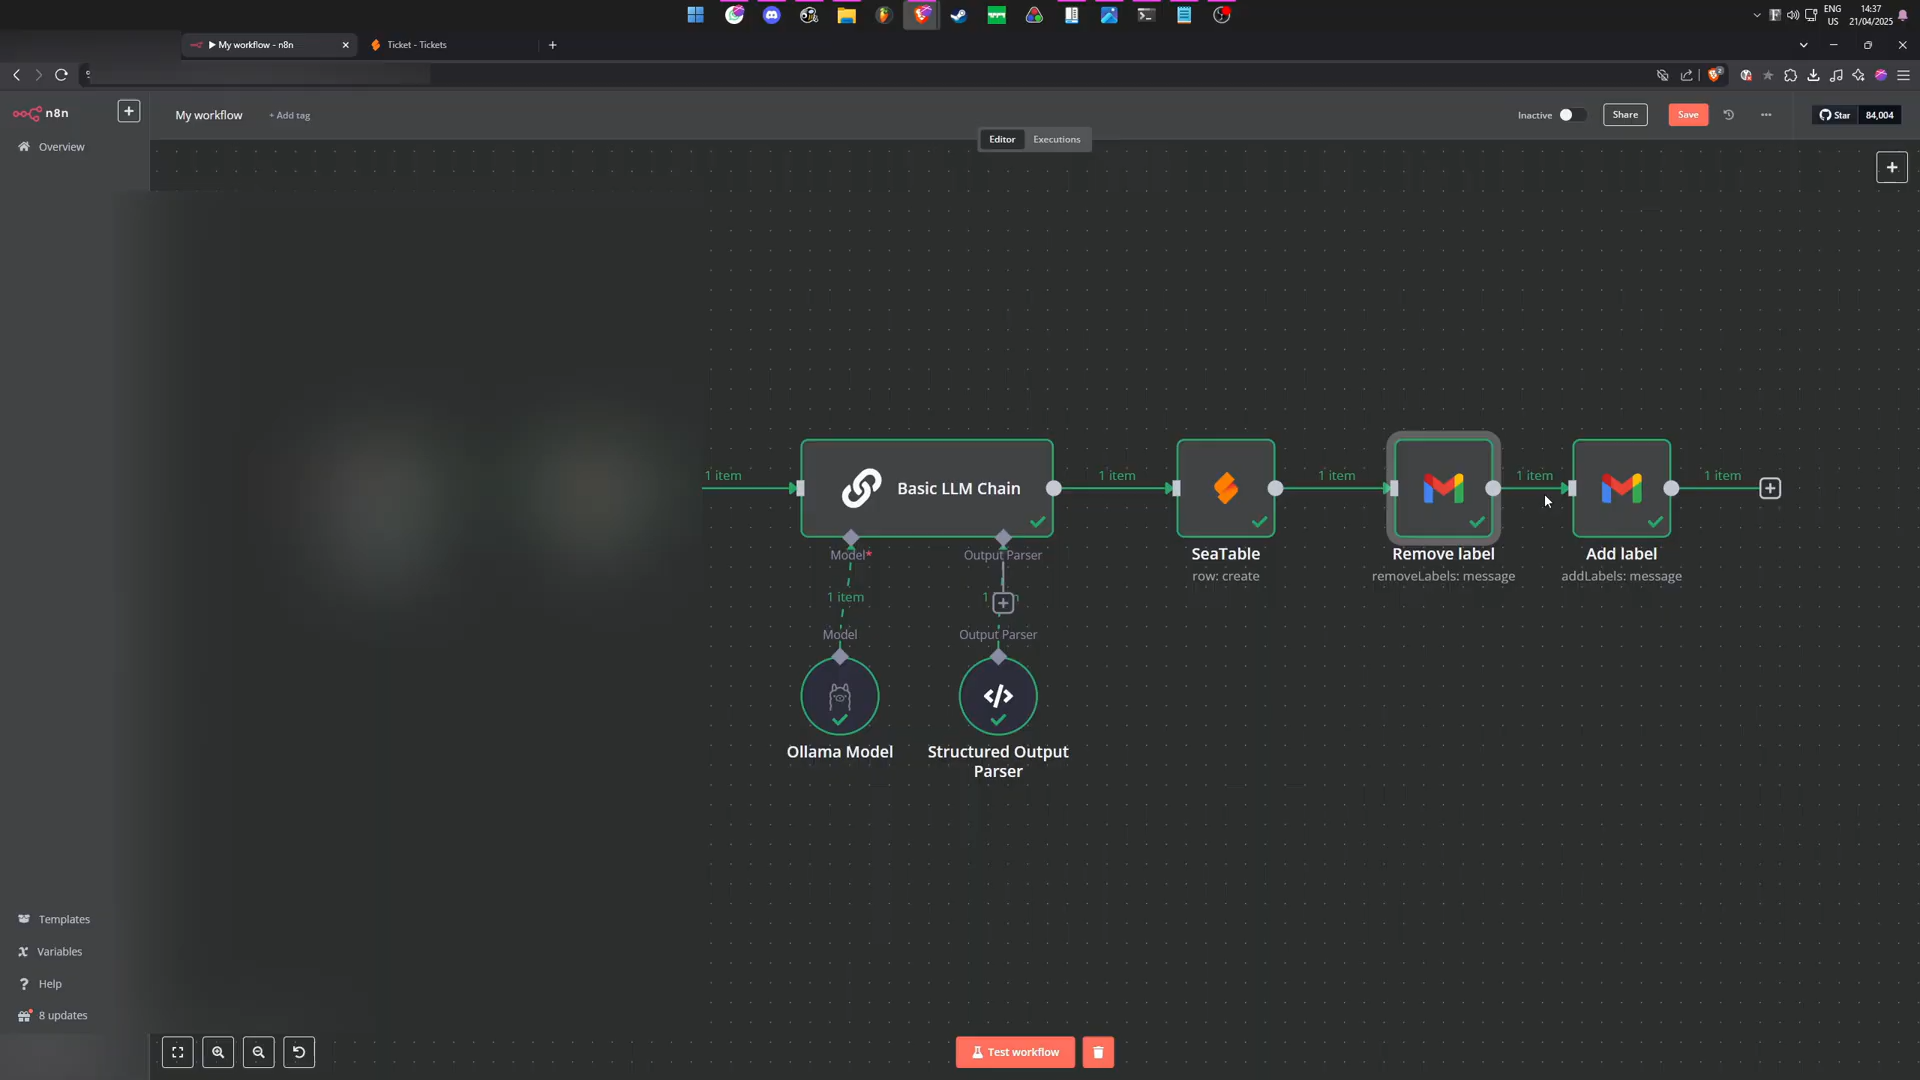 ENG
US
14:37
21/04/2025
My workflow - n8n
Ticket - Tickets
2
n8n
My workflow
+ Add tag
Inactive
Share
Save
Star
84,004
Editor
Executions
Overview
1 item
Basic LLM Chain
1 item
1 item
1 item
1 item
Model*
Output Parser
SeaTable
row: create
Remove label
removeLabels: message
Add label
addLabels: message
1 item
Model
Output Parser
Ollama Model
Structured Output
Parser
Templates
Variables
Help
8 updates
Test workflow